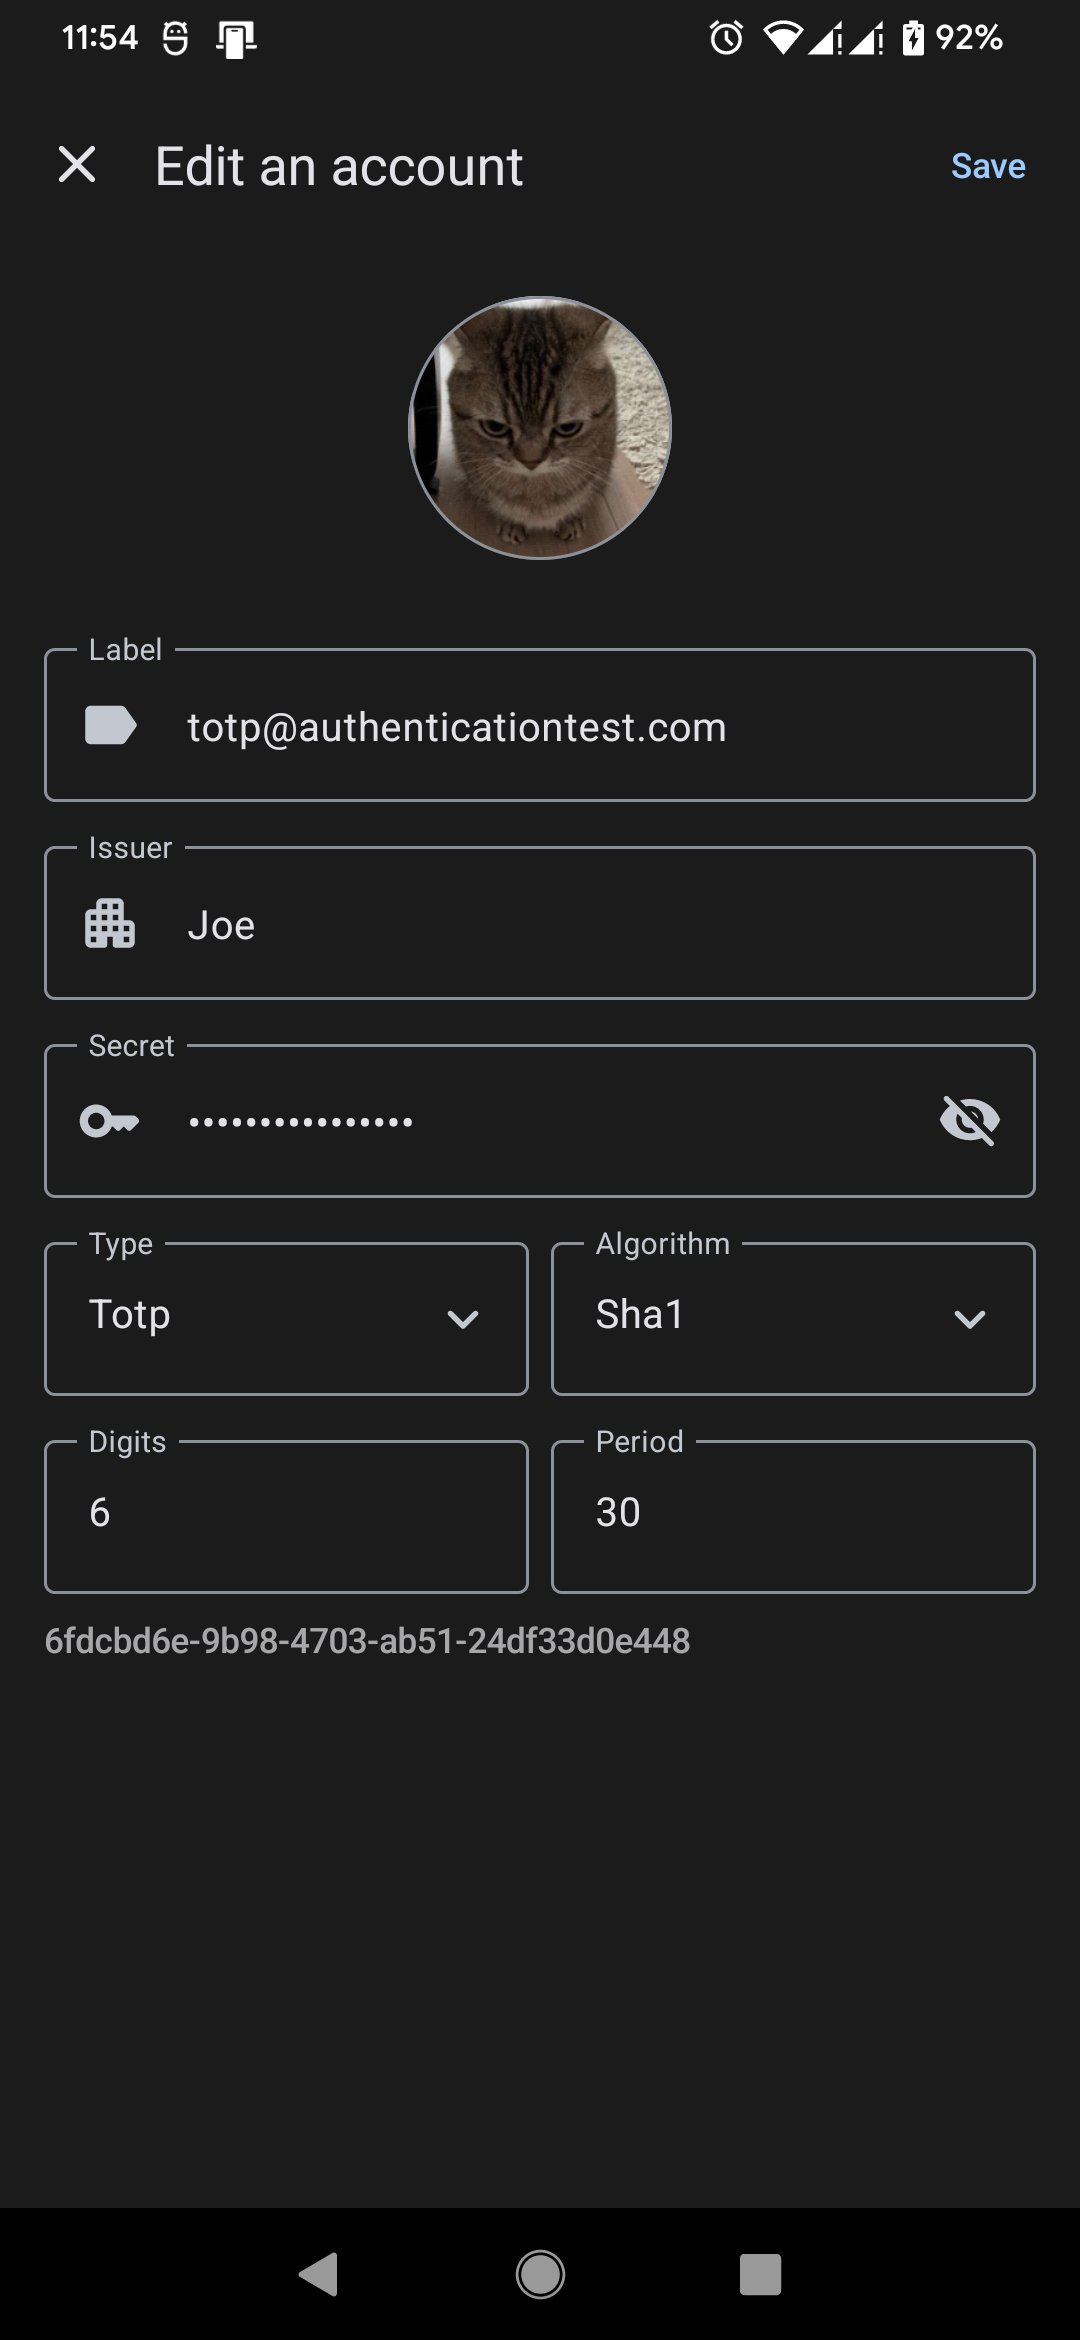 11:54
92%
Edit an account
Save
Label
totp@authenticationtest.com
Issuer
Joe
Secret
••••••••••••••••
Type
Totp
Algorithm
Sha1
Digits
6
Period
30
6fdcbd6e-9b98-4703-ab51-24df33d0e448